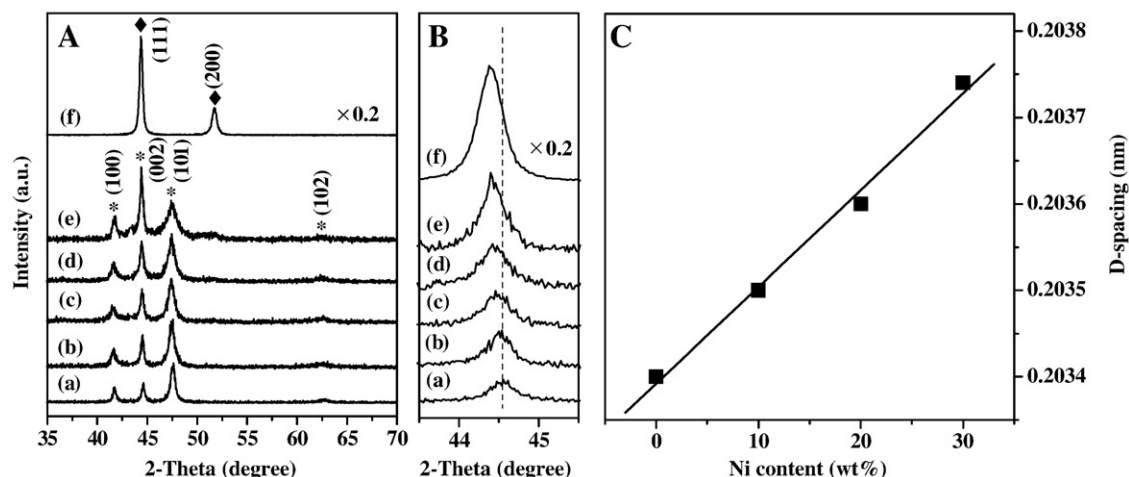 A
◆ (111)
◆ (200)
(f)
×0.2
* (100)
* (002)
* (101)
* (102)
(e)
(d)
(c)
(b)
(a)
Intensity (a.u.)
35 40 45 50 55 60 65 70
2-Theta (degree)
B
(f)
×0.2
(e)
(d)
(c)
(b)
(a)
44 45
2-Theta (degree)
C
0.2038
0.2037
0.2036
0.2035
0.2034
D-spacing (nm)
0 10 20 30
Ni content (wt%)